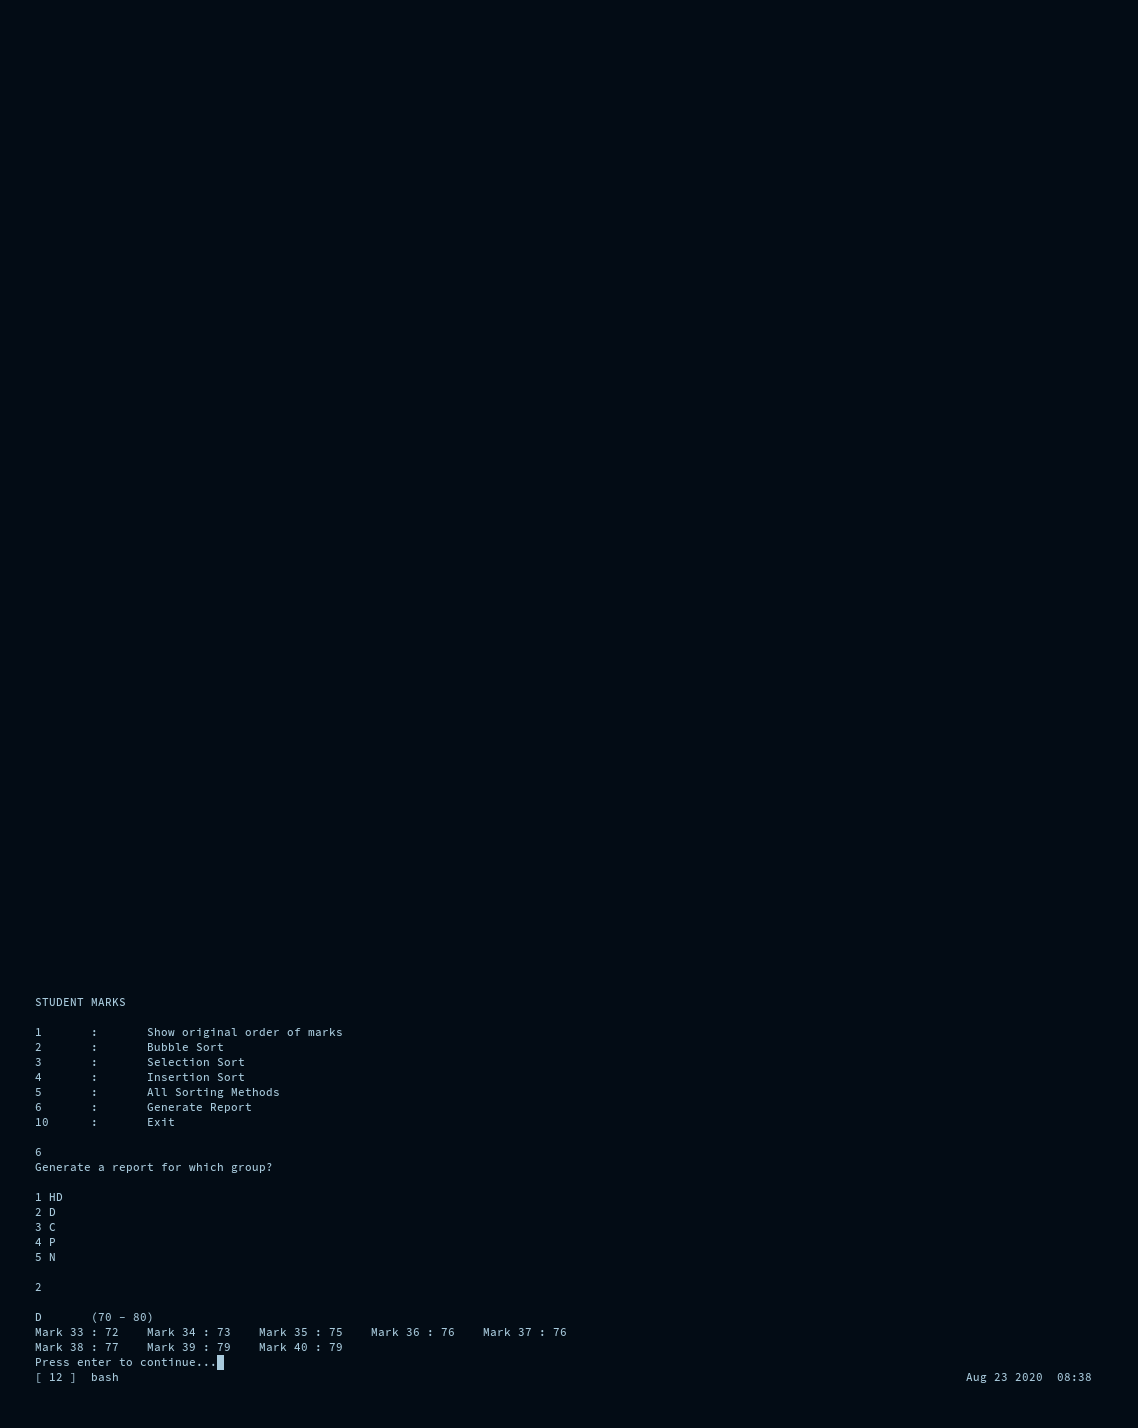 STUDENT MARKS
1 : Show original order of marks
2 : Bubble Sort
3 : Selection Sort
4 : Insertion Sort
5 : All Sorting Methods
6 : Generate Report
10 : Exit
6
Generate a report for which group?
1 HD
2 D
3 C
4 P
5 N
2
D (70 - 80)
Mark 33 : 72 Mark 34 : 73 Mark 35 : 75 Mark 36 : 76 Mark 37 : 76
Mark 38 : 77 Mark 39 : 79 Mark 40 : 79
Press enter to continue...
[ 12 ] bash Aug 23 2020 08:38